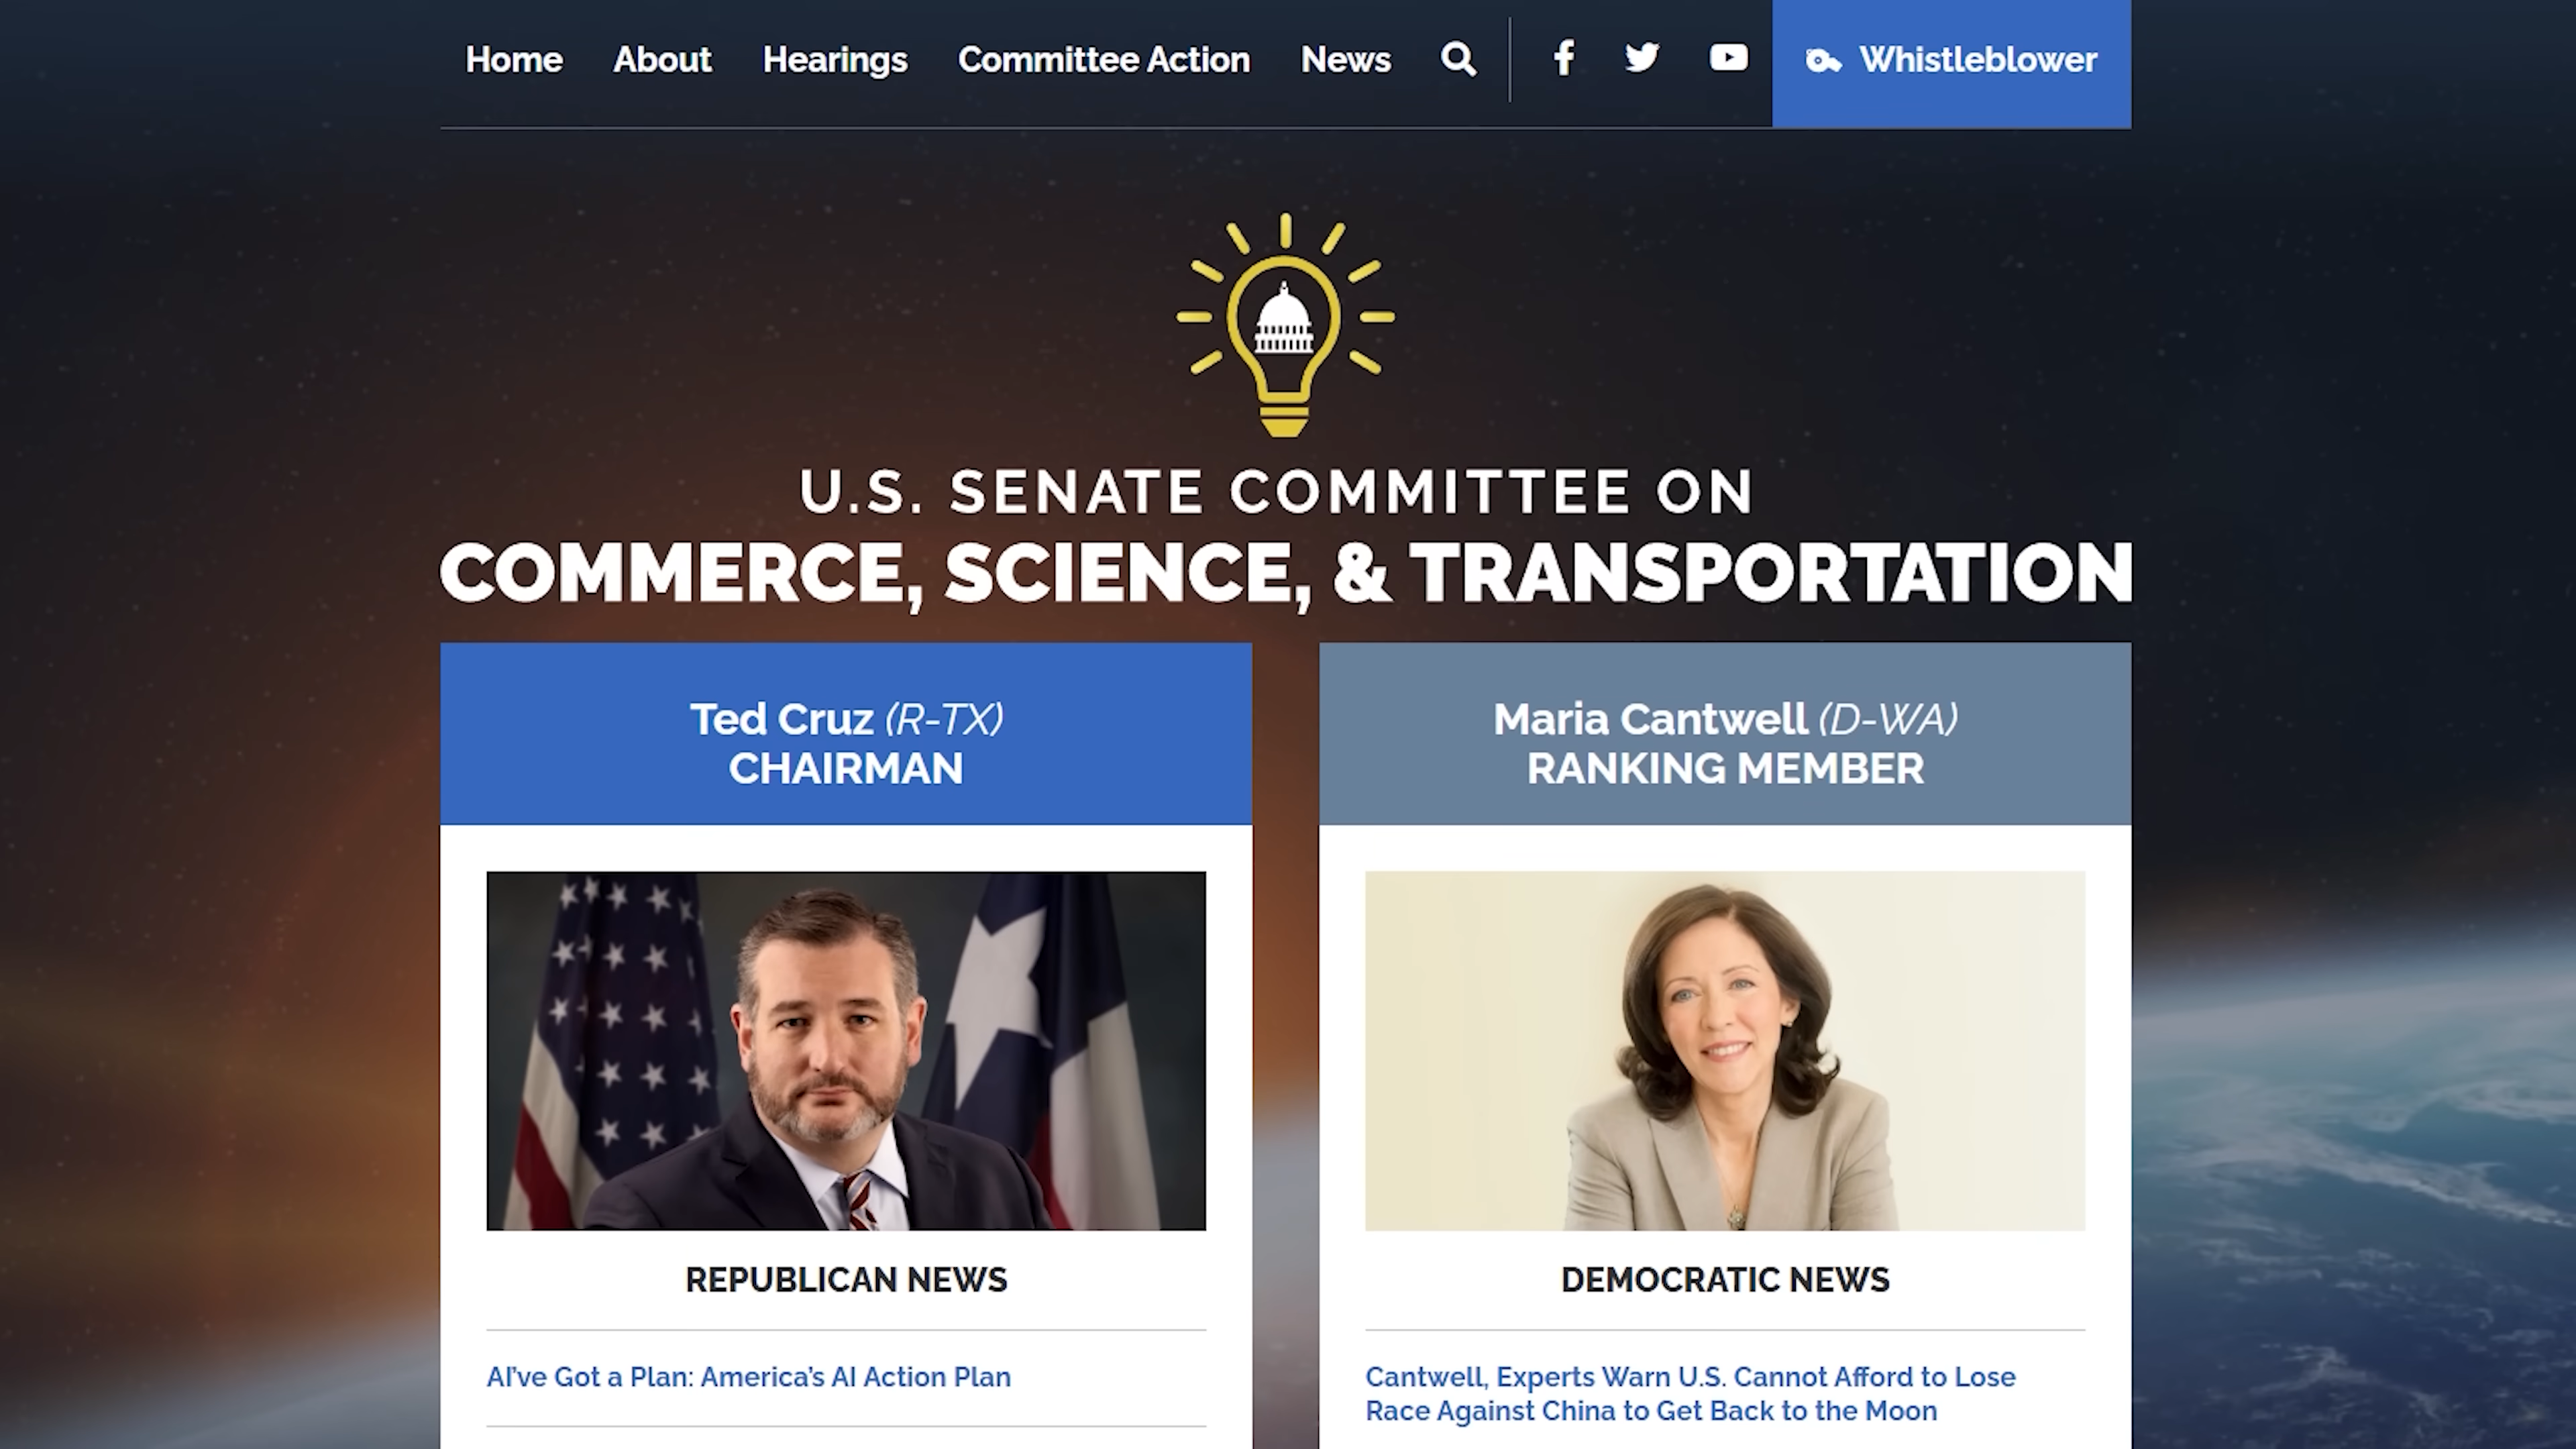 Home About Hearings Committee Action News Whistleblower
U.S. SENATE COMMITTEE ON
COMMERCE, SCIENCE, & TRANSPORTATION
Ted Cruz (R-TX)
CHAIRMAN
REPUBLICAN NEWS
AI've Got a Plan: America's AI Action Plan
Maria Cantwell (D-WA)
RANKING MEMBER
DEMOCRATIC NEWS
Cantwell, Experts Warn U.S. Cannot Afford to Lose
Race Against China to Get Back to the Moon